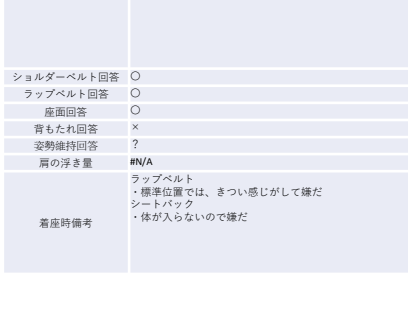 ショルダーベルト回答 〇
ラップベルト回答 〇
座面回答 〇
背もたれ回答 ×
姿勢維持回答 ？
肩の浮き量 #N/A
着座時備考
ラップベルト
・標準位置では、きつい感じがして嫌だ
シートバック
・体が入らないので嫌だ